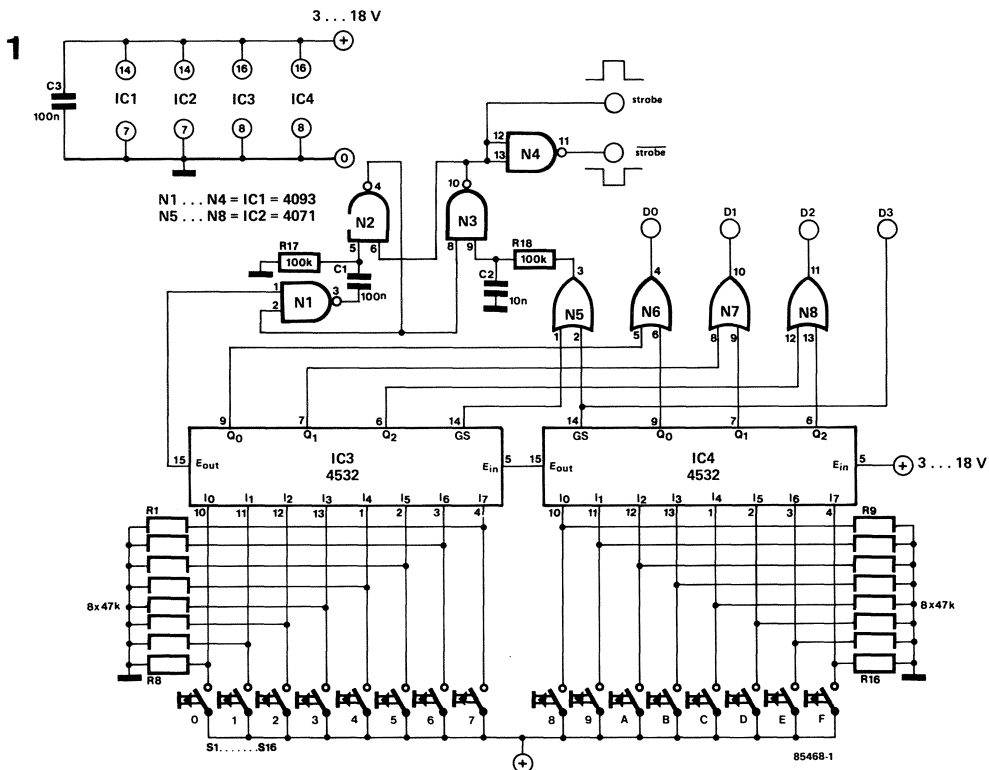 1
3 . . . 18 V
+
14 14 16 16
C3
100n
IC1 IC2 IC3 IC4
7 7 8 8
0
N1 . . . N4 = IC1 = 4093
N5 . . . N8 = IC2 = 4071
strobe
12
13
N4
11
strobe
4
N2
5 6
10
N3
8 9
R17
100k
C1
100n
1
2
N1
3
R18
100k
C2
10n
D0 D1 D2 D3
3 4 10 11
N5 N6 N7 N8
1 2 5 6 8 9 12 13
9 7 6 14
Q0 Q1 Q2 GS
15 Eout
IC3
4532
Ein 5
I0 I1 I2 I3 I4 I5 I6 I7
10 11 12 13 1 2 3 4
14 9 7 6
GS Q0 Q1 Q2
15 Eout
IC4
4532
Ein 5
+ 3 . . . 18 V
I0 I1 I2 I3 I4 I5 I6 I7
10 11 12 13 1 2 3 4
R1
8x47k
R8
R9
8x47k
R16
0 1 2 3 4 5 6 7 8 9 A B C D E F
S1. . . . . . .S16
+
85468-1